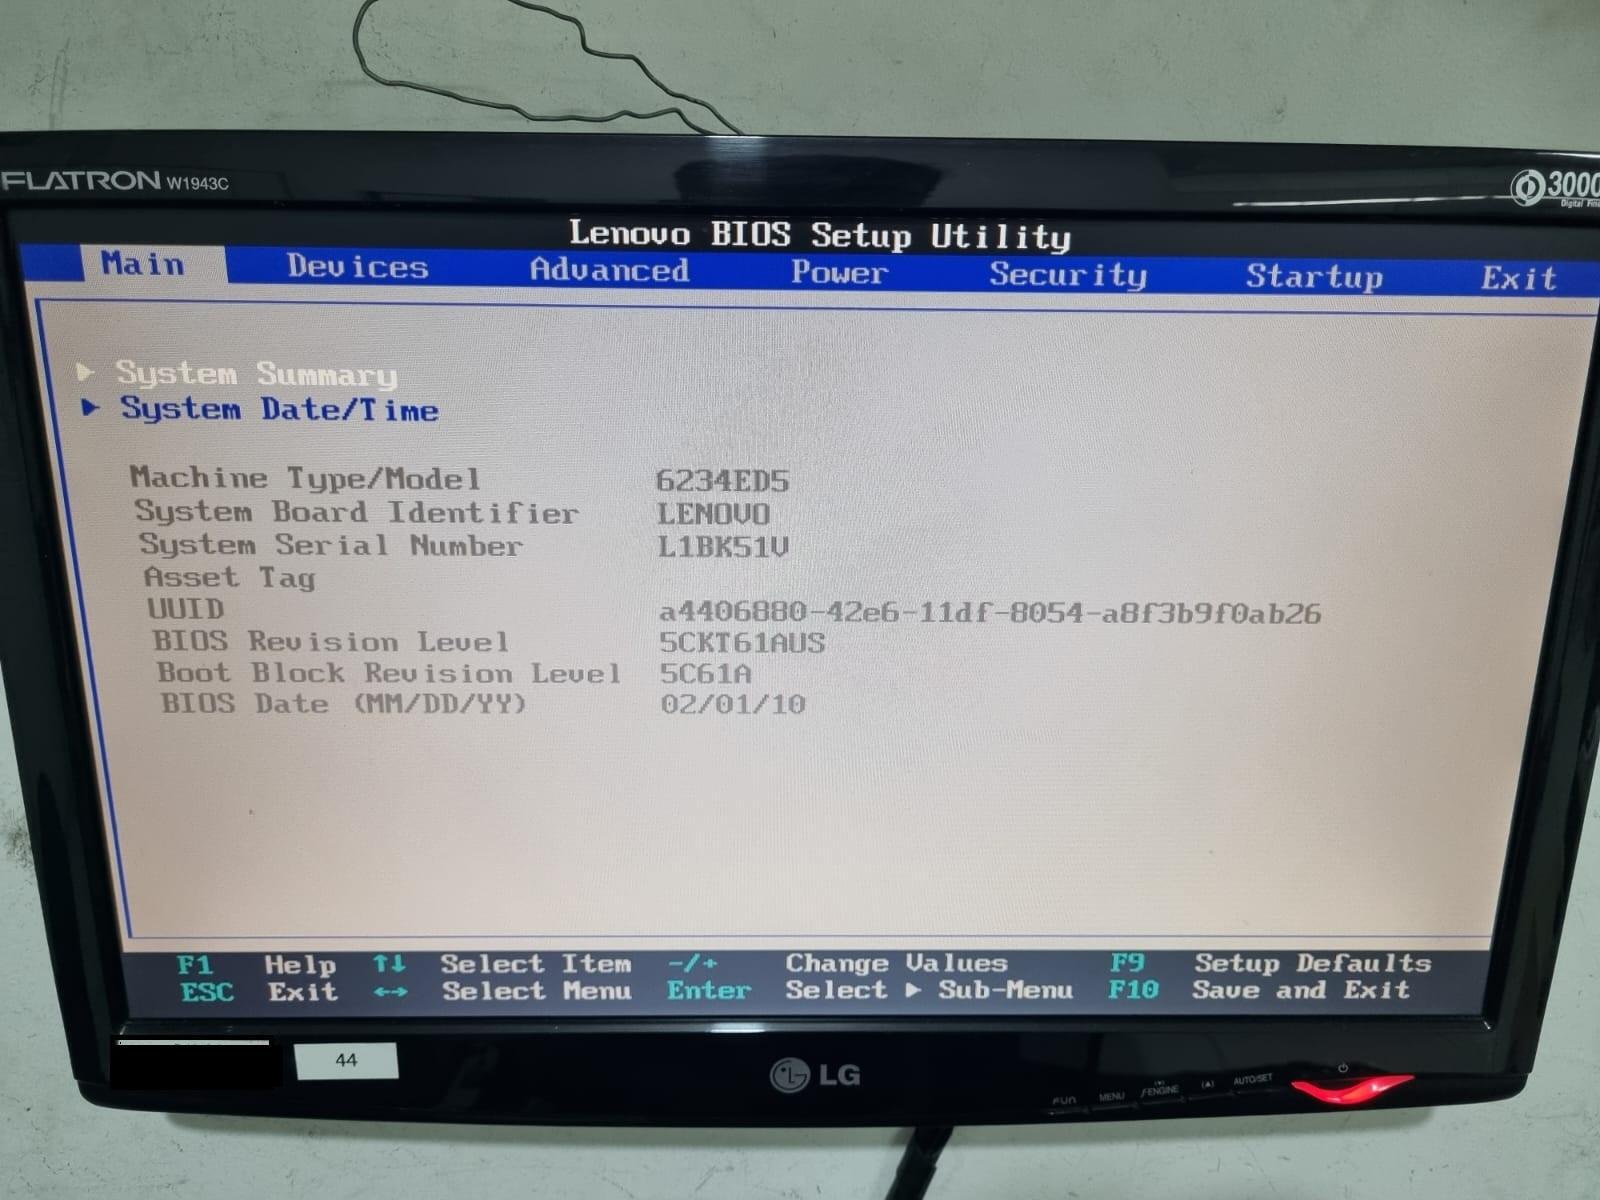 FLATRON W1943C
3000
Digital Fine
Lenovo BIOS Setup Utility
Main Devices Advanced Power Security Startup Exit
► System Summary
► System Date/Time
Machine Type/Model 6234ED5
System Board Identifier LENOVO
System Serial Number L1BK51V
Asset Tag
UUID a4406880-42e6-11df-8054-a8f3b9f0ab26
BIOS Revision Level 5CKT61AUS
Boot Block Revision Level 5C61A
BIOS Date (MM/DD/YY) 02/01/10
F1 Help ↑↓ Select Item -/+ Change Values F9 Setup Defaults
ESC Exit ←→ Select Menu Enter Select ► Sub-Menu F10 Save and Exit
44
LG
FUN MENU ƒ-ENGINE (▲) AUTO/SET